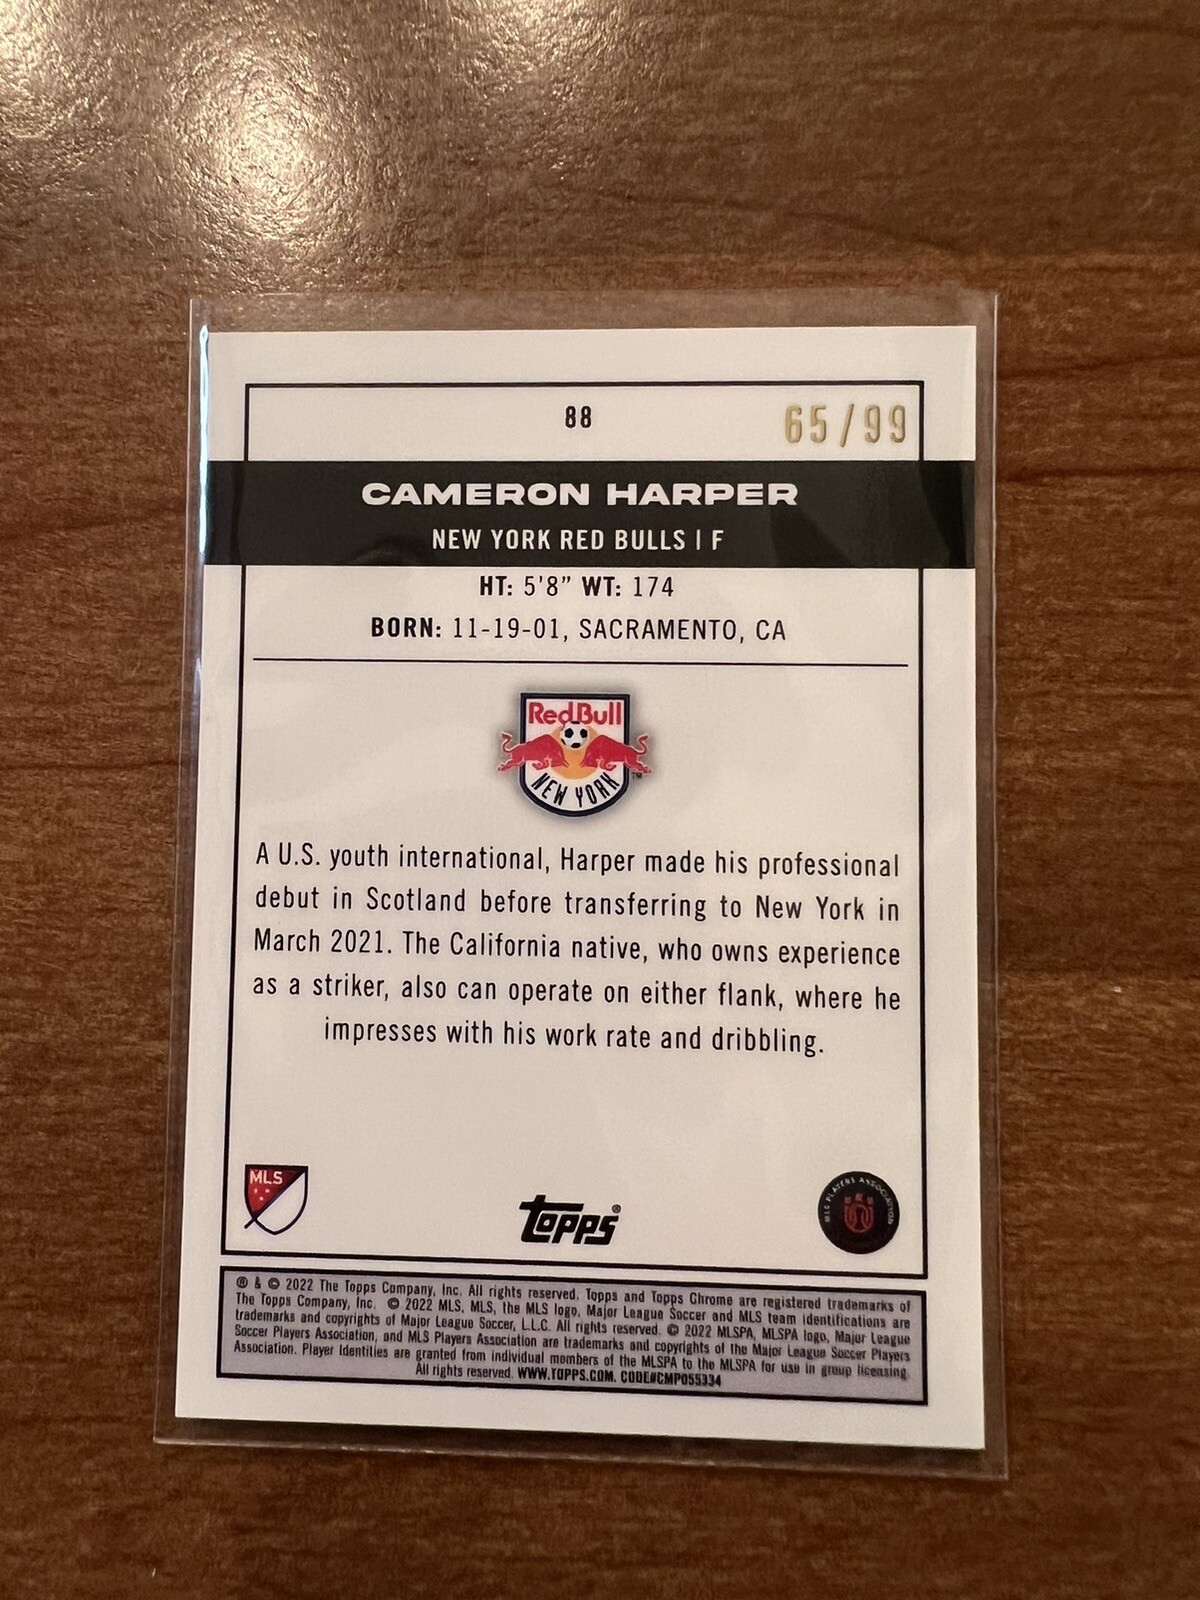 88
65/99
CAMERON HARPER
NEW YORK RED BULLS | F
HT: 5'8" WT: 174
BORN: 11-19-01, SACRAMENTO, CA
Red Bull
NEW YORK
TM
A U.S. youth international, Harper made his professional
debut in Scotland before transferring to New York in
March 2021. The California native, who owns experience
as a striker, also can operate on either flank, where he
impresses with his work rate and dribbling.
MLS
topps®
MLS PLAYERS ASSOCIATION
® & © 2022 The Topps Company, Inc. All rights reserved. Topps and Topps Chrome are registered trademarks of
The Topps Company, Inc. © 2022 MLS, MLS, the MLS logo, Major League Soccer and MLS team identifications are
trademarks and copyrights of Major League Soccer, L.L.C. All rights reserved. © 2022 MLSPA, MLSPA logo, Major League
Soccer Players Association, and MLS Players Association are trademarks and copyrights of the Major League Soccer Players
Association. Player Identities are granted from individual members of the MLSPA to the MLSPA for use in group licensing.
All rights reserved. WWW.TOPPS.COM. CODE#CMP055334